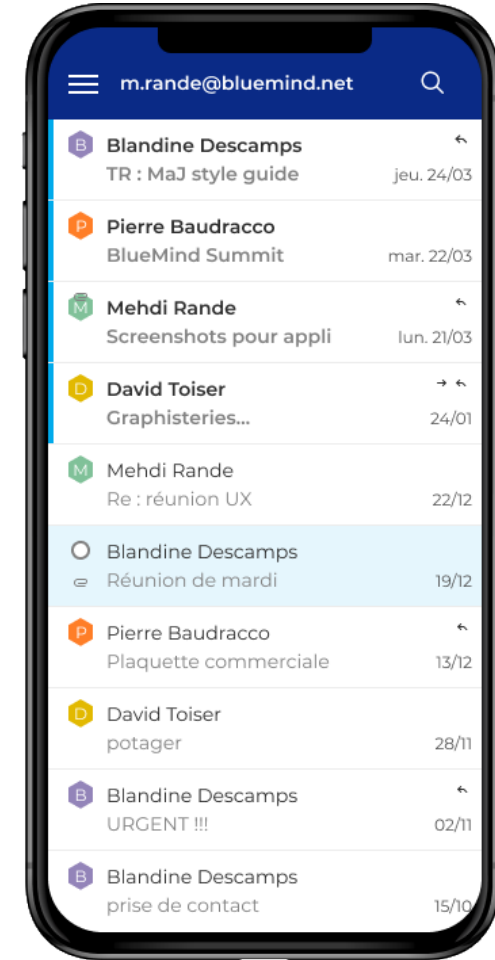 m.rande@bluemind.net
B Blandine Descamps
TR : MaJ style guide jeu. 24/03
P Pierre Baudracco
BlueMind Summit mar. 22/03
M Mehdi Rande
Screenshots pour appli lun. 21/03
D David Toiser
Graphisteries... 24/01
M Mehdi Rande
Re : réunion UX 22/12
Blandine Descamps
Réunion de mardi 19/12
P Pierre Baudracco
Plaquette commerciale 13/12
D David Toiser
potager 28/11
B Blandine Descamps
URGENT !!! 02/11
B Blandine Descamps
prise de contact 15/10